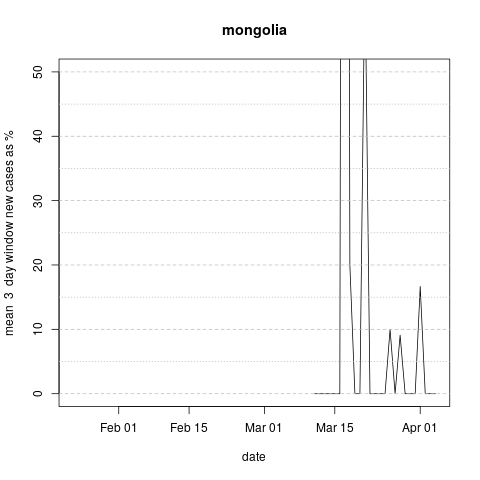 mongolia
mean 3 day window new cases as %
50
40
30
20
10
0
Feb 01
Feb 15
Mar 01
Mar 15
Apr 01
date